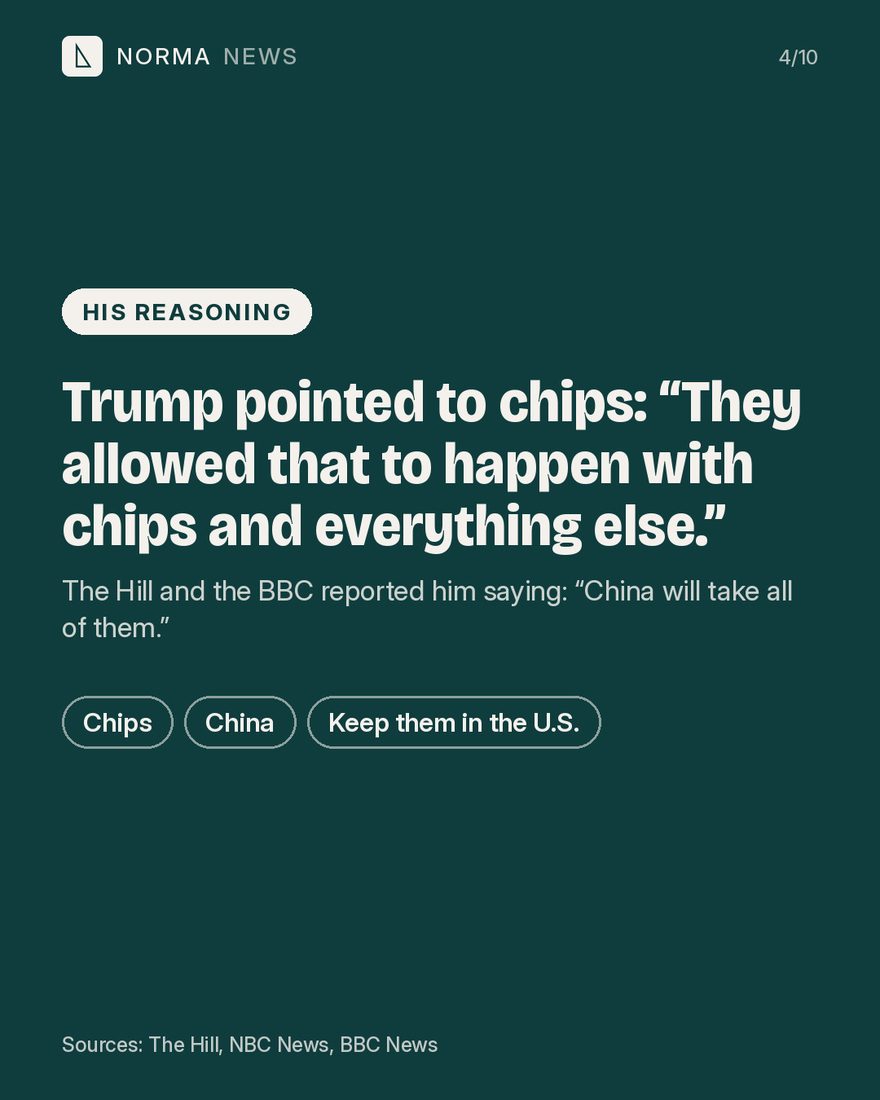 NORMA NEWS
4/10
HIS REASONING
Trump pointed to chips: “They
allowed that to happen with
chips and everything else.”
The Hill and the BBC reported him saying: “China will take all
of them.”
Chips
China
Keep them in the U.S.
Sources: The Hill, NBC News, BBC News